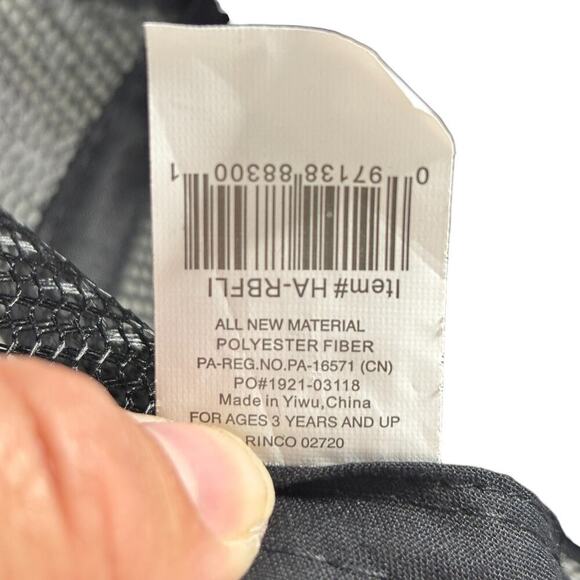 0 97138 88300 1
Item# HA-RBFLI
ALL NEW MATERIAL
POLYESTER FIBER
PA-REG.NO.PA-16571 (CN)
PO#1921-03118
Made in Yiwu,China
FOR AGES 3 YEARS AND UP
RINCO 02720